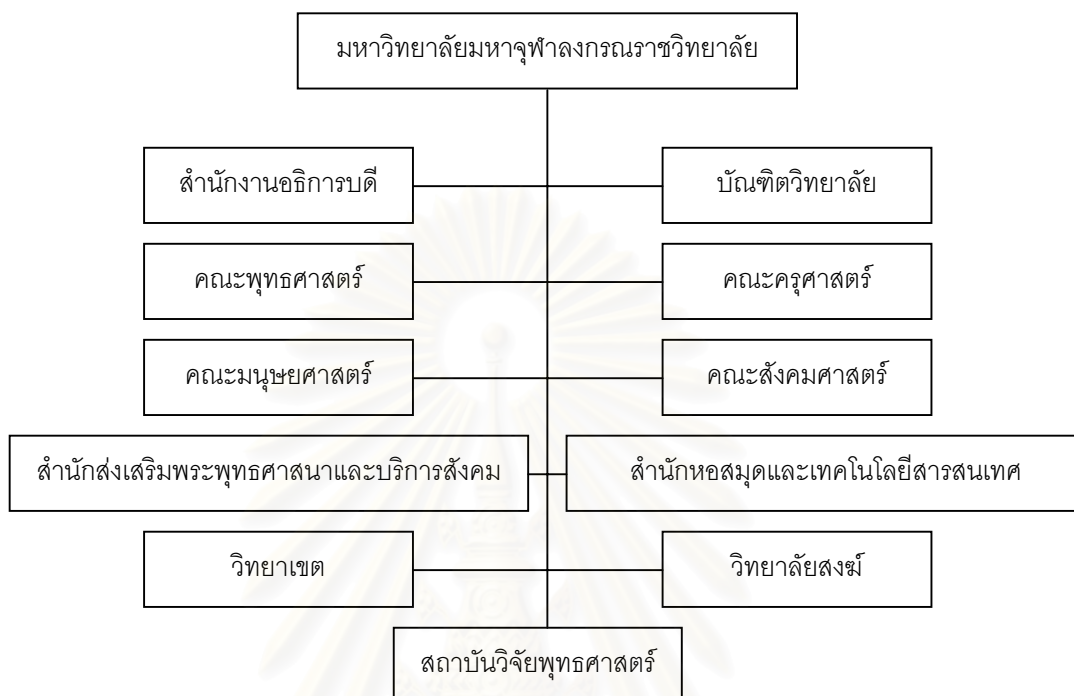 มหาวิทยาลัยมหาจุฬาลงกรณราชวิทยาลัย
สำนักงานอธิการบดี
บัณฑิตวิทยาลัย
คณะพุทธศาสตร์
คณะครุศาสตร์
คณะมนุษยศาสตร์
คณะสังคมศาสตร์
สำนักส่งเสริมพระพุทธศาสนาและบริการสังคม
สำนักหอสมุดและเทคโนโลยีสารสนเทศ
วิทยาเขต
วิทยาลัยสงฆ์
สถาบันวิจัยพุทธศาสตร์